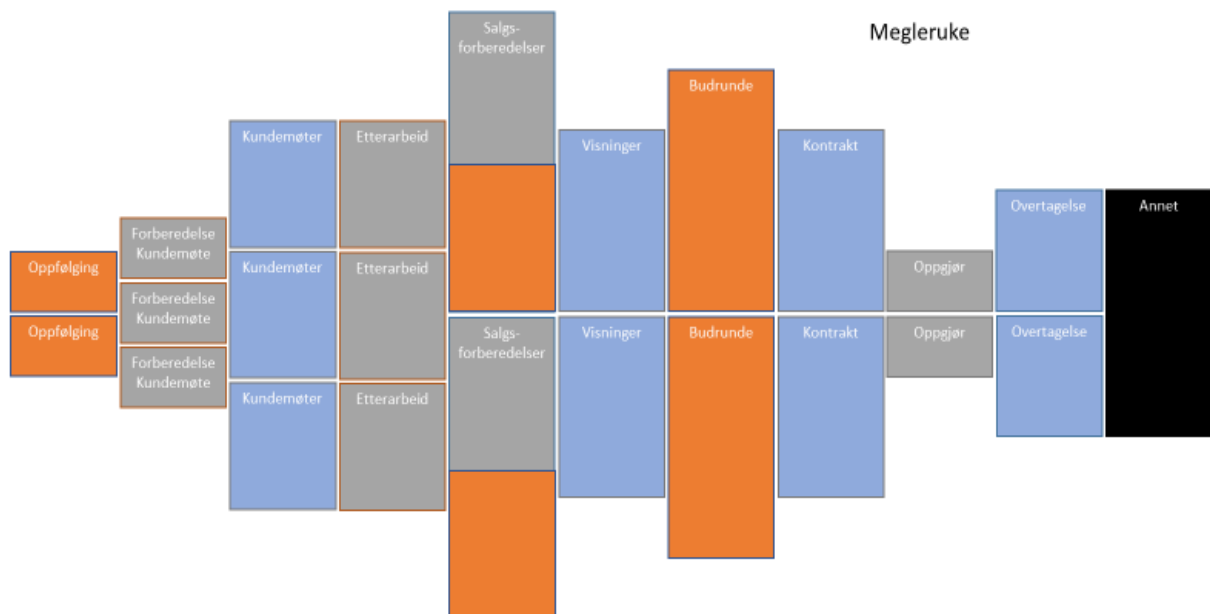 Megleruke
Oppfølging
Oppfølging
Forberedelse
Kundemøte
Forberedelse
Kundemøte
Forberedelse
Kundemøte
Kundemøter
Kundemøter
Kundemøter
Etterarbeid
Etterarbeid
Etterarbeid
Salgs-
forberedelser
Salgs-
forberedelser
Visninger
Visninger
Budrunde
Budrunde
Kontrakt
Kontrakt
Oppgjør
Oppgjør
Overtagelse
Overtagelse
Annet